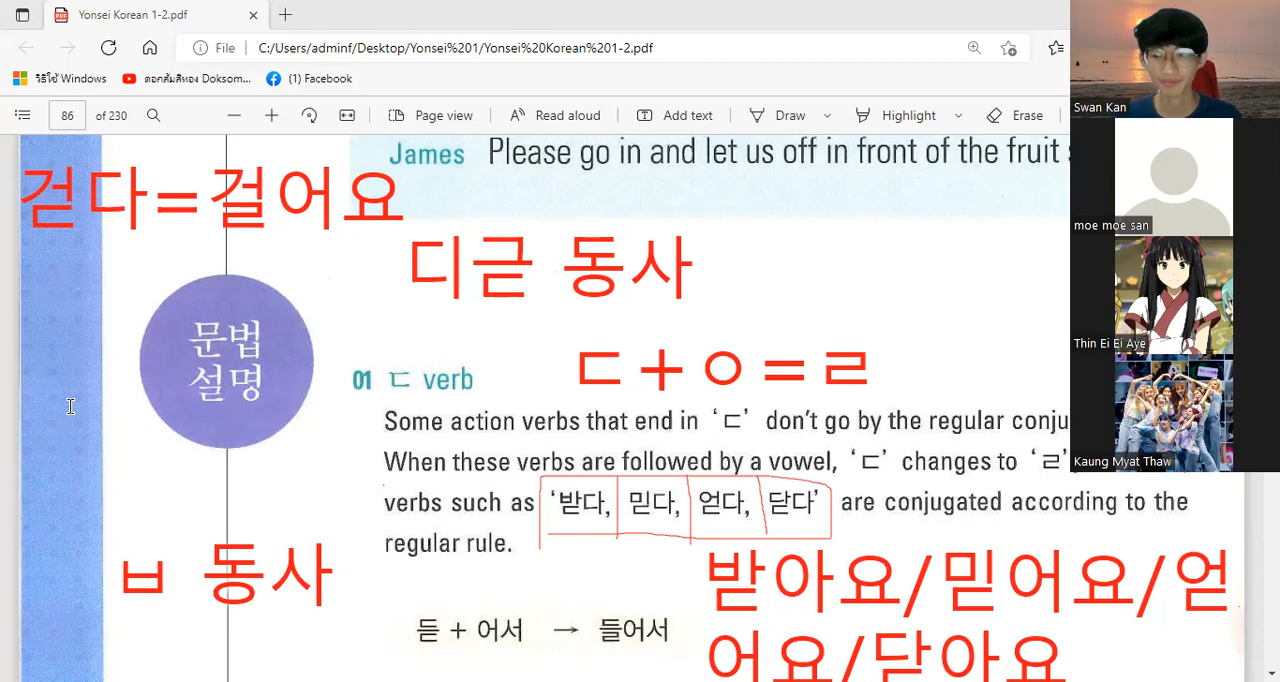 Yonsei Korean 1-2.pdf
File C:/Users/adminf/Desktop/Yonsei%201/Yonsei%20Korean%201-2.pdf
วิธีใช้ Windows ดอกส้มสีทอง Doksom... (1) Facebook
86 of 230 Page view Read aloud Add text Draw Highlight Erase
Swan Kan
moe moe san
Thin Ei Ei Aye
Kaung Myat Thaw
James Please go in and let us off in front of the fruit
걷다=걸어요
디귿 동사
문법
설명
ㄷ+ㅇ=ㄹ
01 ㄷ verb
Some action verbs that end in ‘ㄷ’ don’t go by the regular conju
When these verbs are followed by a vowel, ‘ㄷ’ changes to ‘ㄹ’
verbs such as ‘받다, 믿다, 얻다, 닫다’ are conjugated according to the
regular rule.
ㅂ 동사
받아요/믿어요/얻
어요/닫아요
듣 + 어서 → 들어서